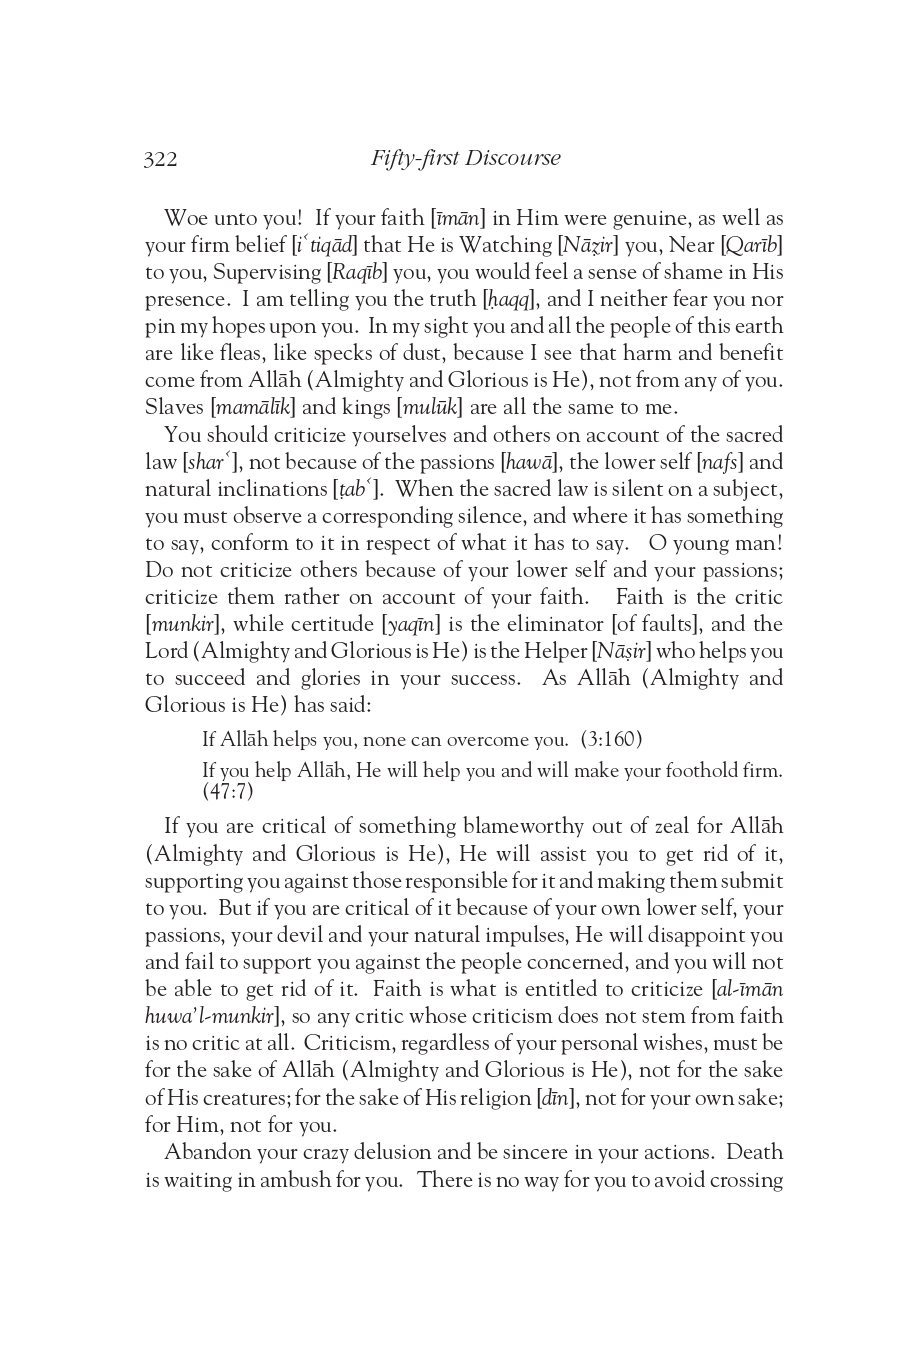 322 Fifty-first Discourse
Woe unto you! If your faith [īmān] in Him were genuine, as well as
your firm belief [iʿtiqād] that He is Watching [Nāẓir] you, Near [Qarīb]
to you, Supervising [Raqīb] you, you would feel a sense of shame in His
presence. I am telling you the truth [ḥaqq], and I neither fear you nor
pin my hopes upon you. In my sight you and all the people of this earth
are like fleas, like specks of dust, because I see that harm and benefit
come from Allāh (Almighty and Glorious is He), not from any of you.
Slaves [mamālīk] and kings [mulūk] are all the same to me.
You should criticize yourselves and others on account of the sacred
law [sharʿ], not because of the passions [hawā], the lower self [nafs] and
natural inclinations [ṭabʿ]. When the sacred law is silent on a subject,
you must observe a corresponding silence, and where it has something
to say, conform to it in respect of what it has to say. O young man!
Do not criticize others because of your lower self and your passions;
criticize them rather on account of your faith. Faith is the critic
[munkir], while certitude [yaqīn] is the eliminator [of faults], and the
Lord (Almighty and Glorious is He) is the Helper [Nāṣir] who helps you
to succeed and glories in your success. As Allāh (Almighty and
Glorious is He) has said:
If Allāh helps you, none can overcome you. (3:160)
If you help Allāh, He will help you and will make your foothold firm.
(47:7)
If you are critical of something blameworthy out of zeal for Allāh
(Almighty and Glorious is He), He will assist you to get rid of it,
supporting you against those responsible for it and making them submit
to you. But if you are critical of it because of your own lower self, your
passions, your devil and your natural impulses, He will disappoint you
and fail to support you against the people concerned, and you will not
be able to get rid of it. Faith is what is entitled to criticize [al-īmān
huwa'l-munkir], so any critic whose criticism does not stem from faith
is no critic at all. Criticism, regardless of your personal wishes, must be
for the sake of Allāh (Almighty and Glorious is He), not for the sake
of His creatures; for the sake of His religion [dīn], not for your own sake;
for Him, not for you.
Abandon your crazy delusion and be sincere in your actions. Death
is waiting in ambush for you. There is no way for you to avoid crossing